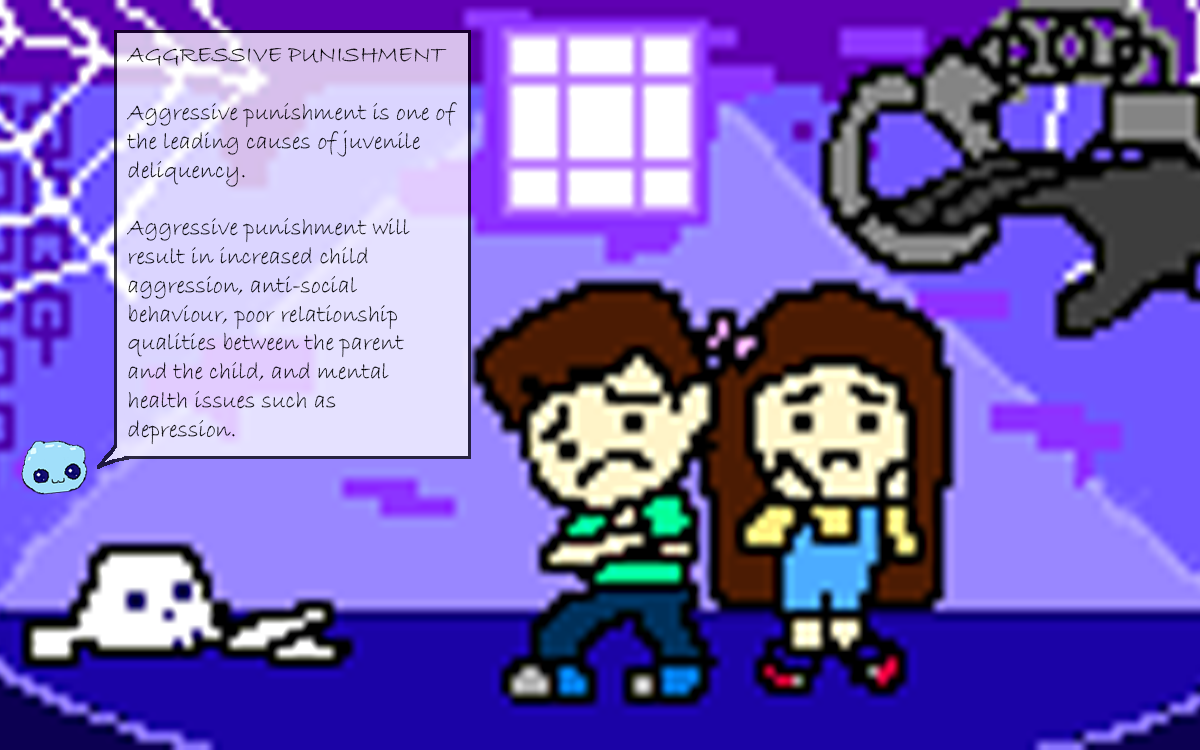 AGGRESSIVE PUNISHMENT
Aggressive punishment is one of
the leading causes of juvenile
deliquency.
Aggressive punishment will
result in increased child
aggression, anti-social
behaviour, poor relationship
qualities between the parent
and the child, and mental
health issues such as
depression.